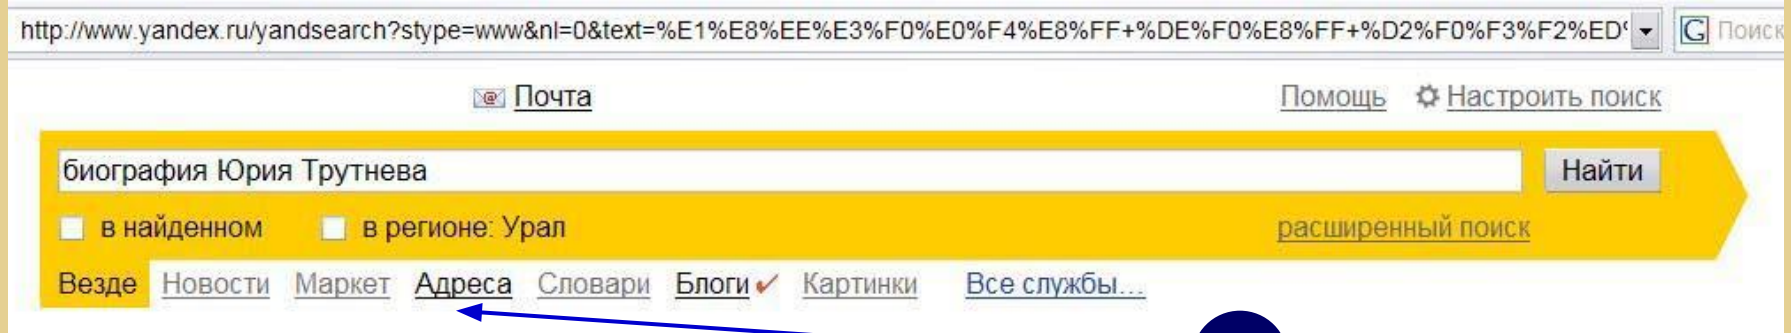 http://www.yandex.ru/yandsearch?stype=www&nl=0&text=%E1%E8%EE%E3%F0%E0%F4%E8%FF+%DE%F0%E8%FF+%D2%F0%F3%F2%ED% G Поиск
Почта Помощь Настроить поиск
биография Юрия Трутнева Найти
в найденном в регионе: Урал расширенный поиск
Везде Новости Маркет Адреса Словари Блоги Картинки Все службы...